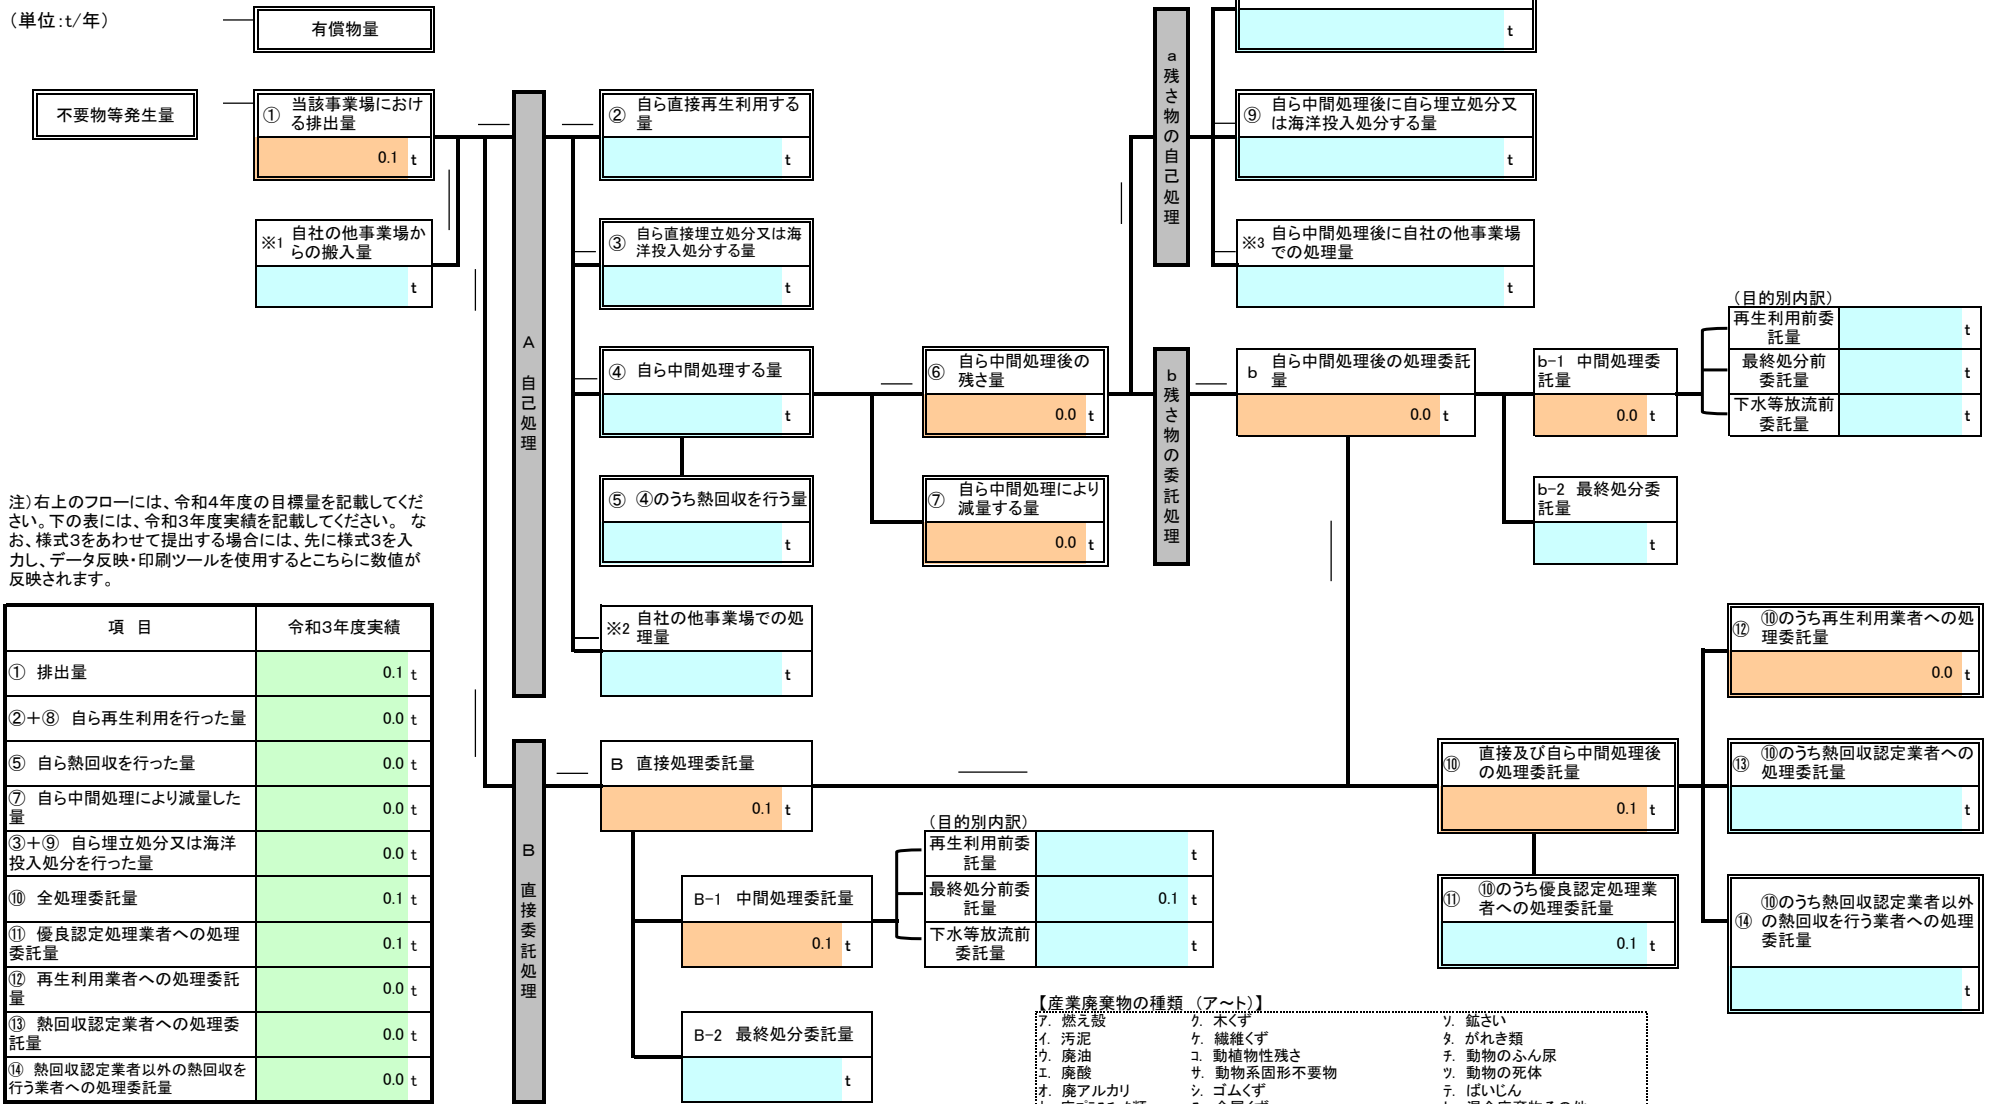 （単位:t/年）
有償物量
t
不要物等発生量
① 当該事業場におけ
る排出量
0.1 t
② 自ら直接再生利用する
量
t
a
残さ物の自己処理
⑨ 自ら中間処理後に自ら埋立処分又
は海洋投入処分する量
t
※1 自社の他事業場か
らの搬入量
t
③ 自ら直接埋立処分又は海
洋投入処分する量
t
※3 自ら中間処理後に自社の他事業場
での処理量
t
A
自己処理
④ 自ら中間処理する量
t
⑥ 自ら中間処理後の
残さ量
0.0 t
b
残さ物の委託処理
b 自ら中間処理後の処理委託
量
0.0 t
b-1 中間処理委
託量
0.0 t
（目的別内訳）
再生利用前委
託量
t
最終処分前
委託量
t
下水等放流前
委託量
t
⑤ ④のうち熱回収を行う量
t
⑦ 自ら中間処理により
減量する量
0.0 t
b-2 最終処分委
託量
t
注）右上のフローには、令和４年度の目標量を記載してくだ
さい。下の表には、令和３年度実績を記載してください。 な
お、様式３をあわせて提出する場合には、先に様式３を入
力し、データ反映・印刷ツールを使用するとこちらに数値が
反映されます。
※2 自社の他事業場での処
理量
t
項 目 令和３年度実績
① 排出量 0.1 t
②＋⑧ 自ら再生利用を行った量 0.0 t
⑤ 自ら熱回収を行った量 0.0 t
⑦ 自ら中間処理により減量した
量 0.0 t
③＋⑨ 自ら埋立処分又は海洋
投入処分を行った量 0.0 t
⑩ 全処理委託量 0.1 t
⑪ 優良認定処理業者への処理
委託量 0.1 t
⑫ 再生利用業者への処理委託
量 0.0 t
⑬ 熱回収認定業者への処理委
託量 0.0 t
⑭ 熱回収認定業者以外の熱回収を
行う業者への処理委託量 0.0 t
B
直接委託処理
B 直接処理委託量
0.1 t
B-1 中間処理委託量
0.1 t
（目的別内訳）
再生利用前委
託量
t
最終処分前委
託量
0.1 t
下水等放流前
委託量
t
B-2 最終処分委託量
t
⑩ 直接及び自ら中間処理後
の処理委託量
0.1 t
⑪ ⑩のうち優良認定処理業
者への処理委託量
0.1 t
⑫ ⑩のうち再生利用業者への処
理委託量
0.0 t
⑬ ⑩のうち熱回収認定業者への
処理委託量
t
⑭ ⑩のうち熱回収認定業者以外
の熱回収を行う業者への処理
委託量
t
【産業廃棄物の種類 （ア～ト）】
ア. 燃え殻 ク. 木くず ソ. 鉱さい
イ. 汚泥 ケ. 繊維くず タ. がれき類
ウ. 廃油 コ. 動植物性残さ チ. 動物のふん尿
エ. 廃酸 サ. 動物系固形不要物 ツ. 動物の死体
オ. 廃アルカリ シ. ゴムくず テ. ばいじん